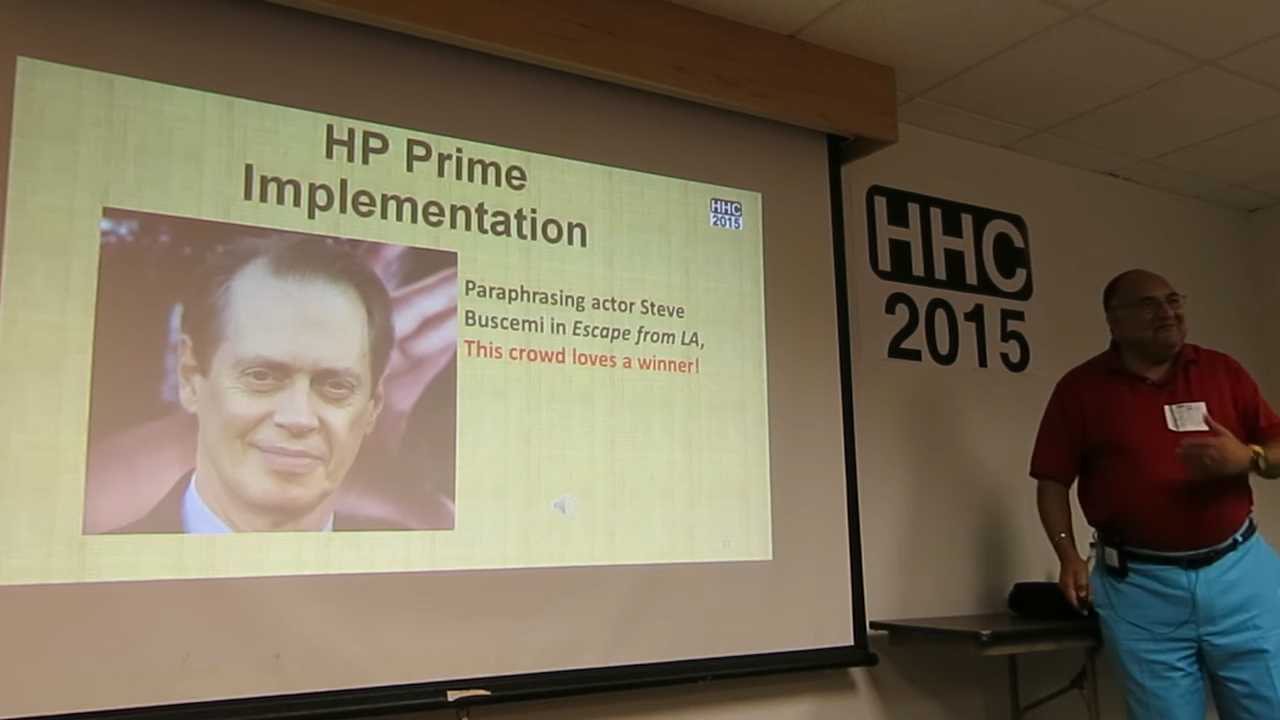 HP Prime
Implementation
HHC
2015
Paraphrasing actor Steve
Buscemi in Escape from LA,
This crowd loves a winner!
HHC
2015